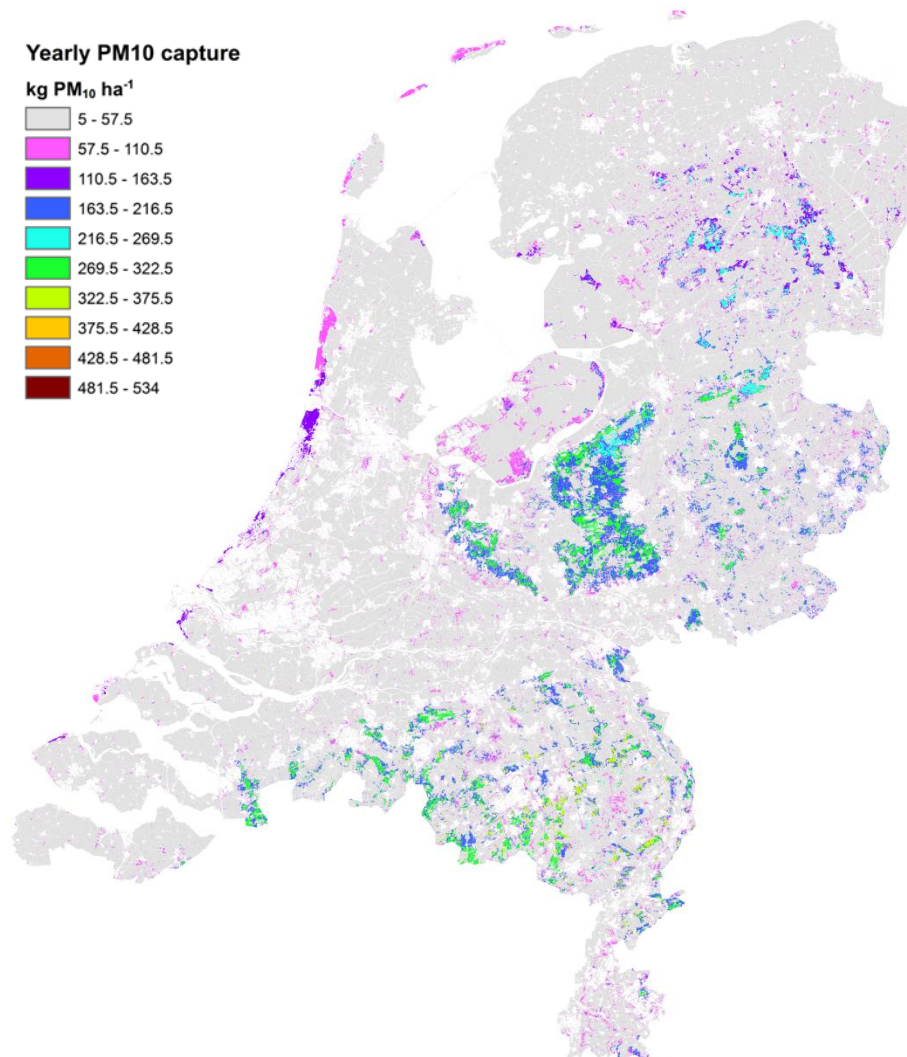 Yearly PM10 capture
kg PM₁₀ ha⁻¹
5 - 57.5
57.5 - 110.5
110.5 - 163.5
163.5 - 216.5
216.5 - 269.5
269.5 - 322.5
322.5 - 375.5
375.5 - 428.5
428.5 - 481.5
481.5 - 534